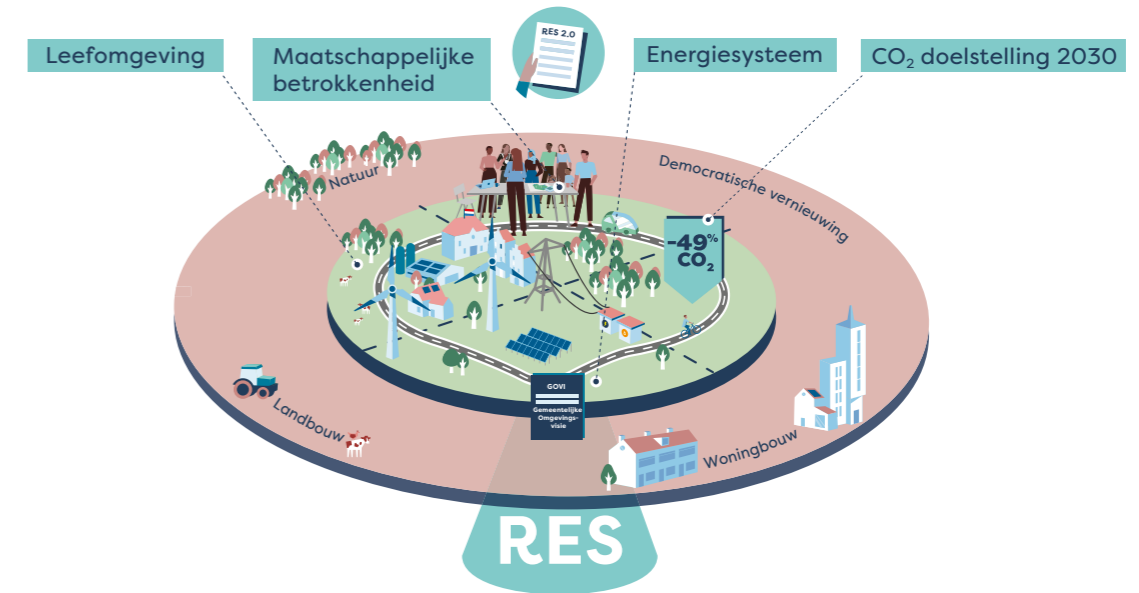 RES 2.0
Leefomgeving
Maatschappelijke
betrokkenheid
Energiesysteem
CO₂ doelstelling 2030
Natuur
Democratische vernieuwing
-49%
CO₂
GOVI
Gemeentelijke
Omgevings-
visie
Landbouw
Woningbouw
RES